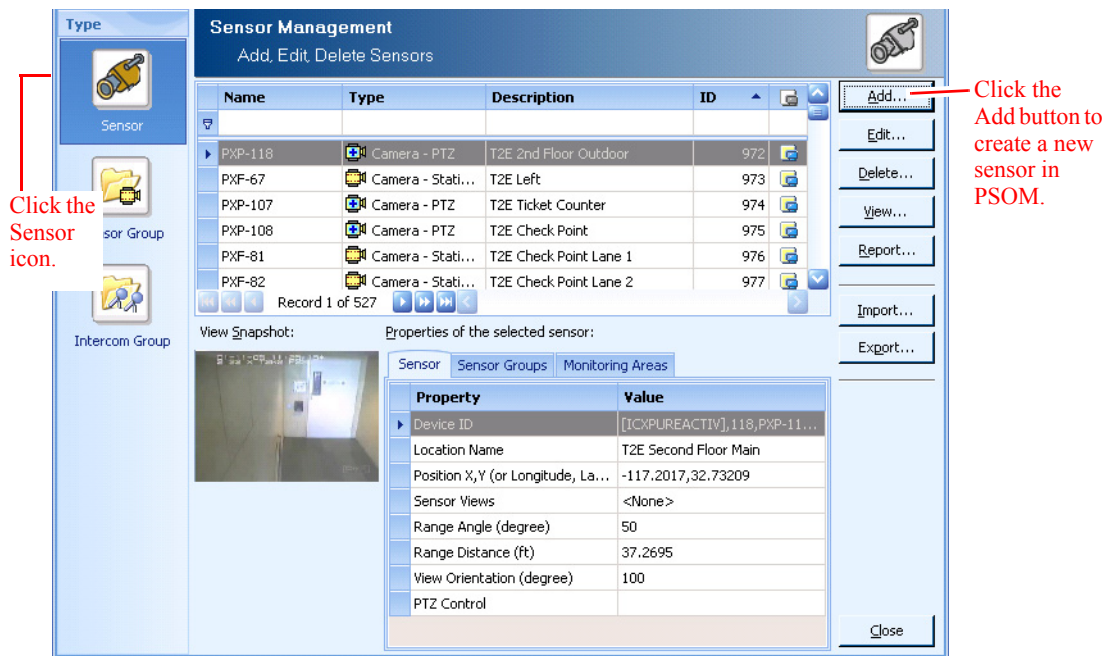 Type
Sensor Management
Add, Edit, Delete Sensors
Click the
Sensor
icon.
Sensor
sor Group
Intercom Group
Name Type Description ID
PXP-118 Camera - PTZ T2E 2nd Floor Outdoor 972
PXF-67 Camera - Stati... T2E Left 973
PXP-107 Camera - PTZ T2E Ticket Counter 974
PXP-108 Camera - PTZ T2E Check Point 975
PXF-81 Camera - Stati... T2E Check Point Lane 1 976
PXF-82 Camera - Stati... T2E Check Point Lane 2 977
Record 1 of 527
Add...
Edit...
Delete...
View...
Report...
Import...
Export...
Close
Click the
Add button to
create a new
sensor in
PSOM.
View Snapshot:
Properties of the selected sensor:
Sensor Sensor Groups Monitoring Areas
Property Value
Device ID [ICXPUREACTIV],118,PXP-11...
Location Name T2E Second Floor Main
Position X,Y (or Longitude, La... -117.2017,32.73209
Sensor Views <None>
Range Angle (degree) 50
Range Distance (ft) 37.2695
View Orientation (degree) 100
PTZ Control